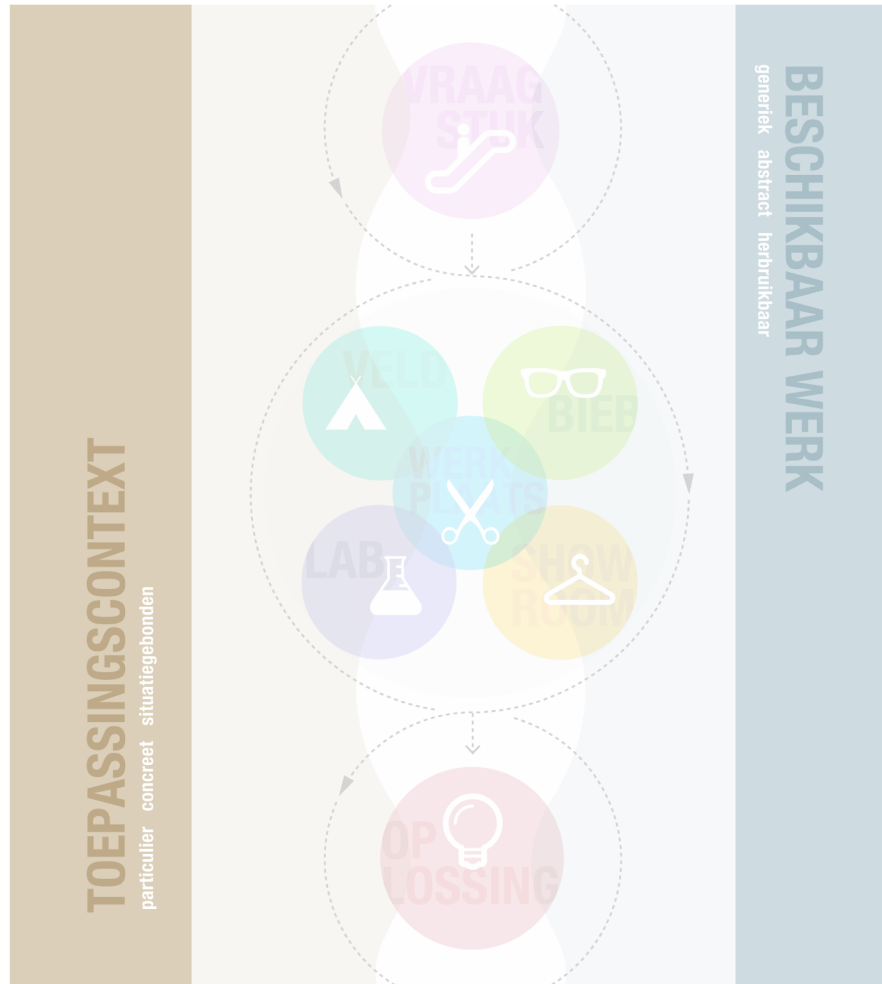 TOEPASSINGSCONTEXT
particulier concreet situatiegebonden
VRAAG
STUK
VELD
BIEB
WERK
PLAATS
LAB
SHOW
ROOM
OP
LOSSING
BESCHIKBAAR WERK
generiek abstract herbruikbaar